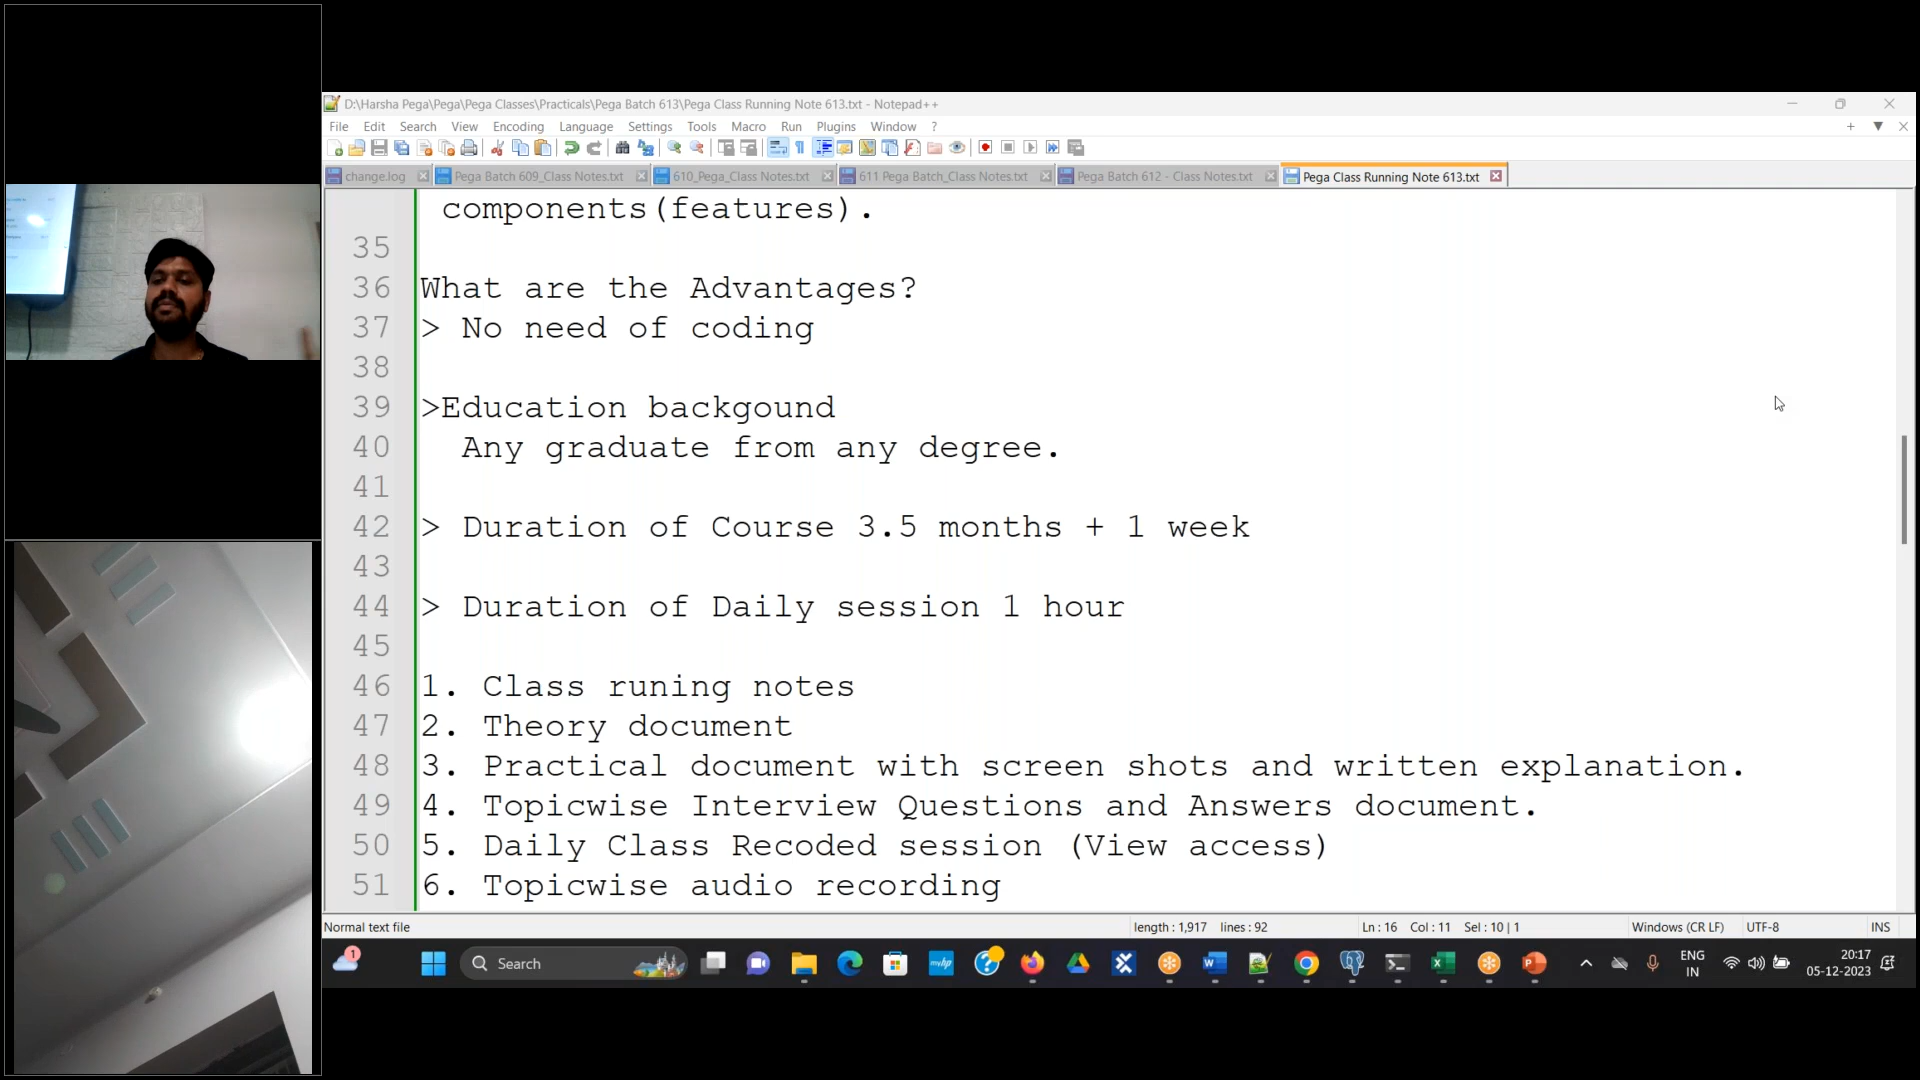 D:\Harsha Pega\Pega\Pega Classes\Practicals\Pega Batch 613\Pega Class Running Note 613.txt - Notepad++
File Edit Search View Encoding Language Settings Tools Macro Run Plugins Window ?
change.log Pega Batch 609_Class Notes.txt 610_Pega_Class Notes.txt 611 Pega Batch_Class Notes.txt Pega Batch 612 - Class Notes.txt Pega Class Running Note 613.txt
components(features).
35
36 What are the Advantages?
37 > No need of coding
38
39 >Education backgound
40 Any graduate from any degree.
41
42 > Duration of Course 3.5 months + 1 week
43
44 > Duration of Daily session 1 hour
45
46 1. Class runing notes
47 2. Theory document
48 3. Practical document with screen shots and written explanation.
49 4. Topicwise Interview Questions and Answers document.
50 5. Daily Class Recoded session (View access)
51 6. Topicwise audio recording
Normal text file length : 1,917 lines : 92 Ln : 16 Col : 11 Sel : 10 | 1 Windows (CR LF) UTF-8 INS
1 Search myhp ENG 20:17
IN 05-12-2023